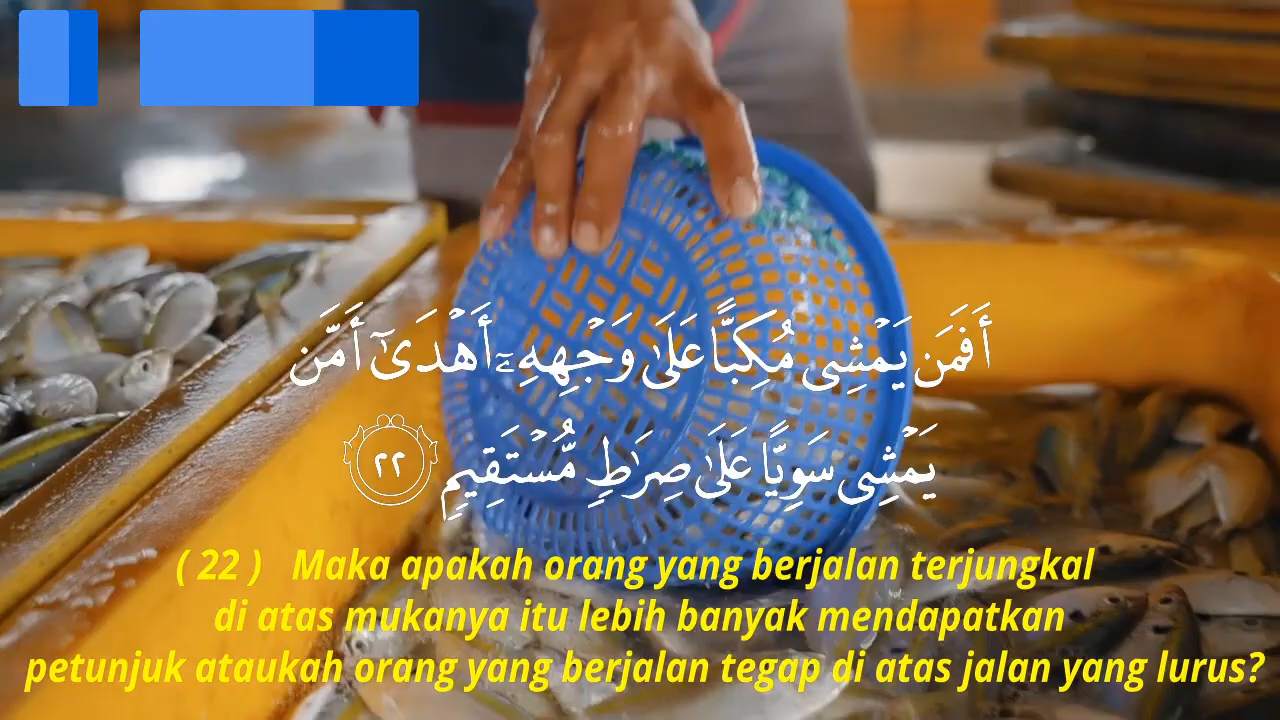 أَفَمَن يَمْشِى مُكِبًّا عَلَىٰ وَجْهِهِۦٓ أَهْدَىٰٓ أَمَّن
يَمْشِى سَوِيًّا عَلَىٰ صِرَٰطٍ مُّسْتَقِيمٍ ٢٢
( 22 ) Maka apakah orang yang berjalan terjungkal
di atas mukanya itu lebih banyak mendapatkan
petunjuk ataukah orang yang berjalan tegap di atas jalan yang lurus?